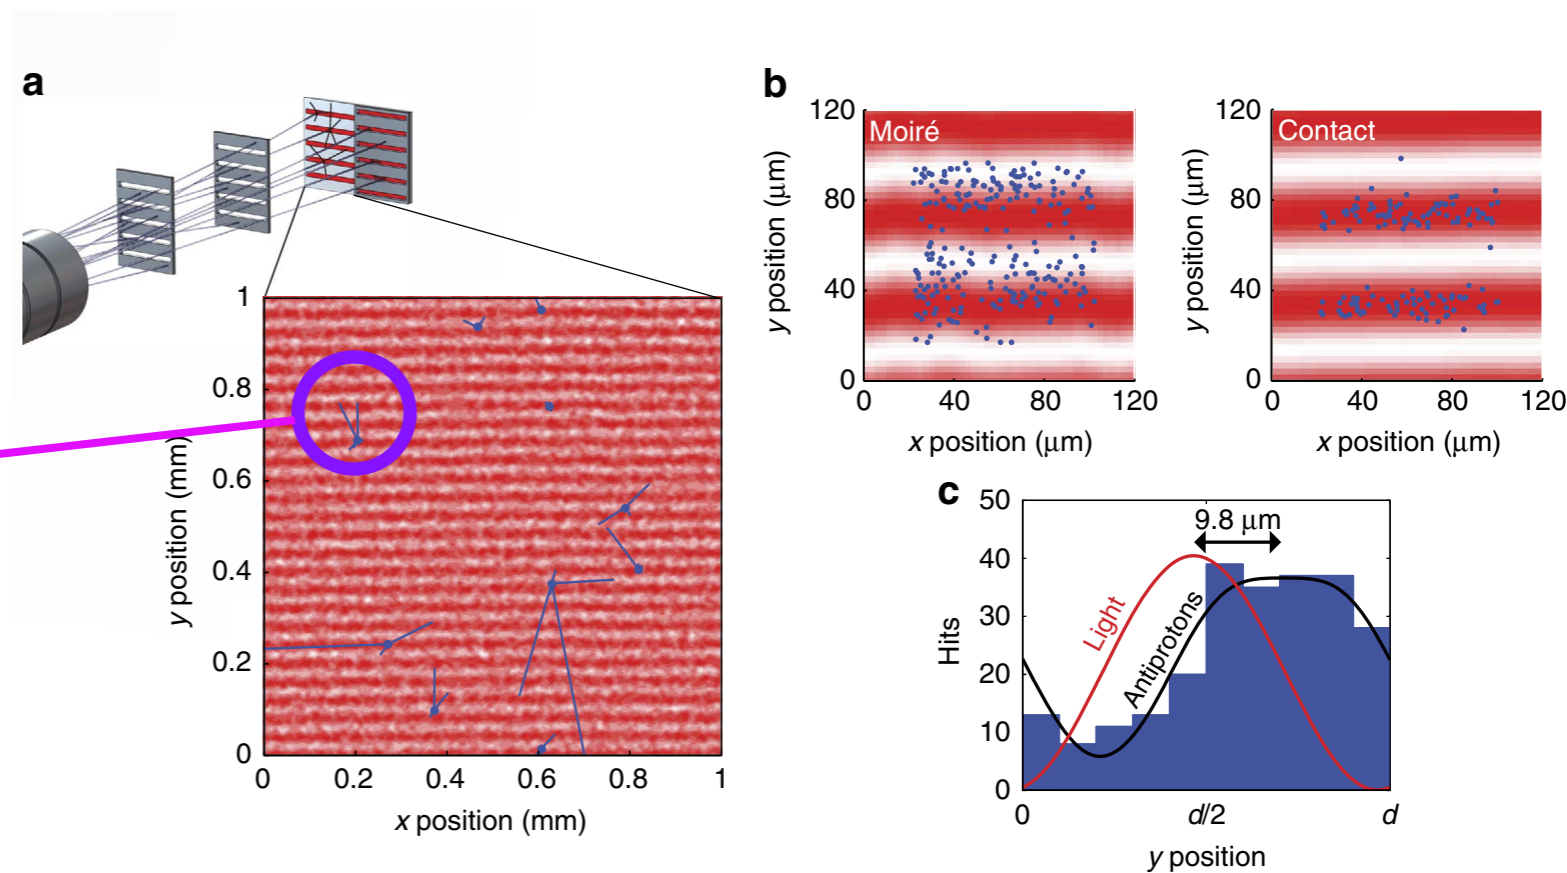 a
1
0.8
0.6
0.4
0.2
0
0 0.2 0.4 0.6 0.8 1
y position (mm)
x position (mm)
b
Moiré
120
80
40
0
0 40 80 120
y position (μm)
x position (μm)
Contact
120
80
40
0
0 40 80 120
y position (μm)
x position (μm)
c
50
40
30
20
10
0
0 d/2 d
Hits
9.8 μm
Light
Antiprotons
y position